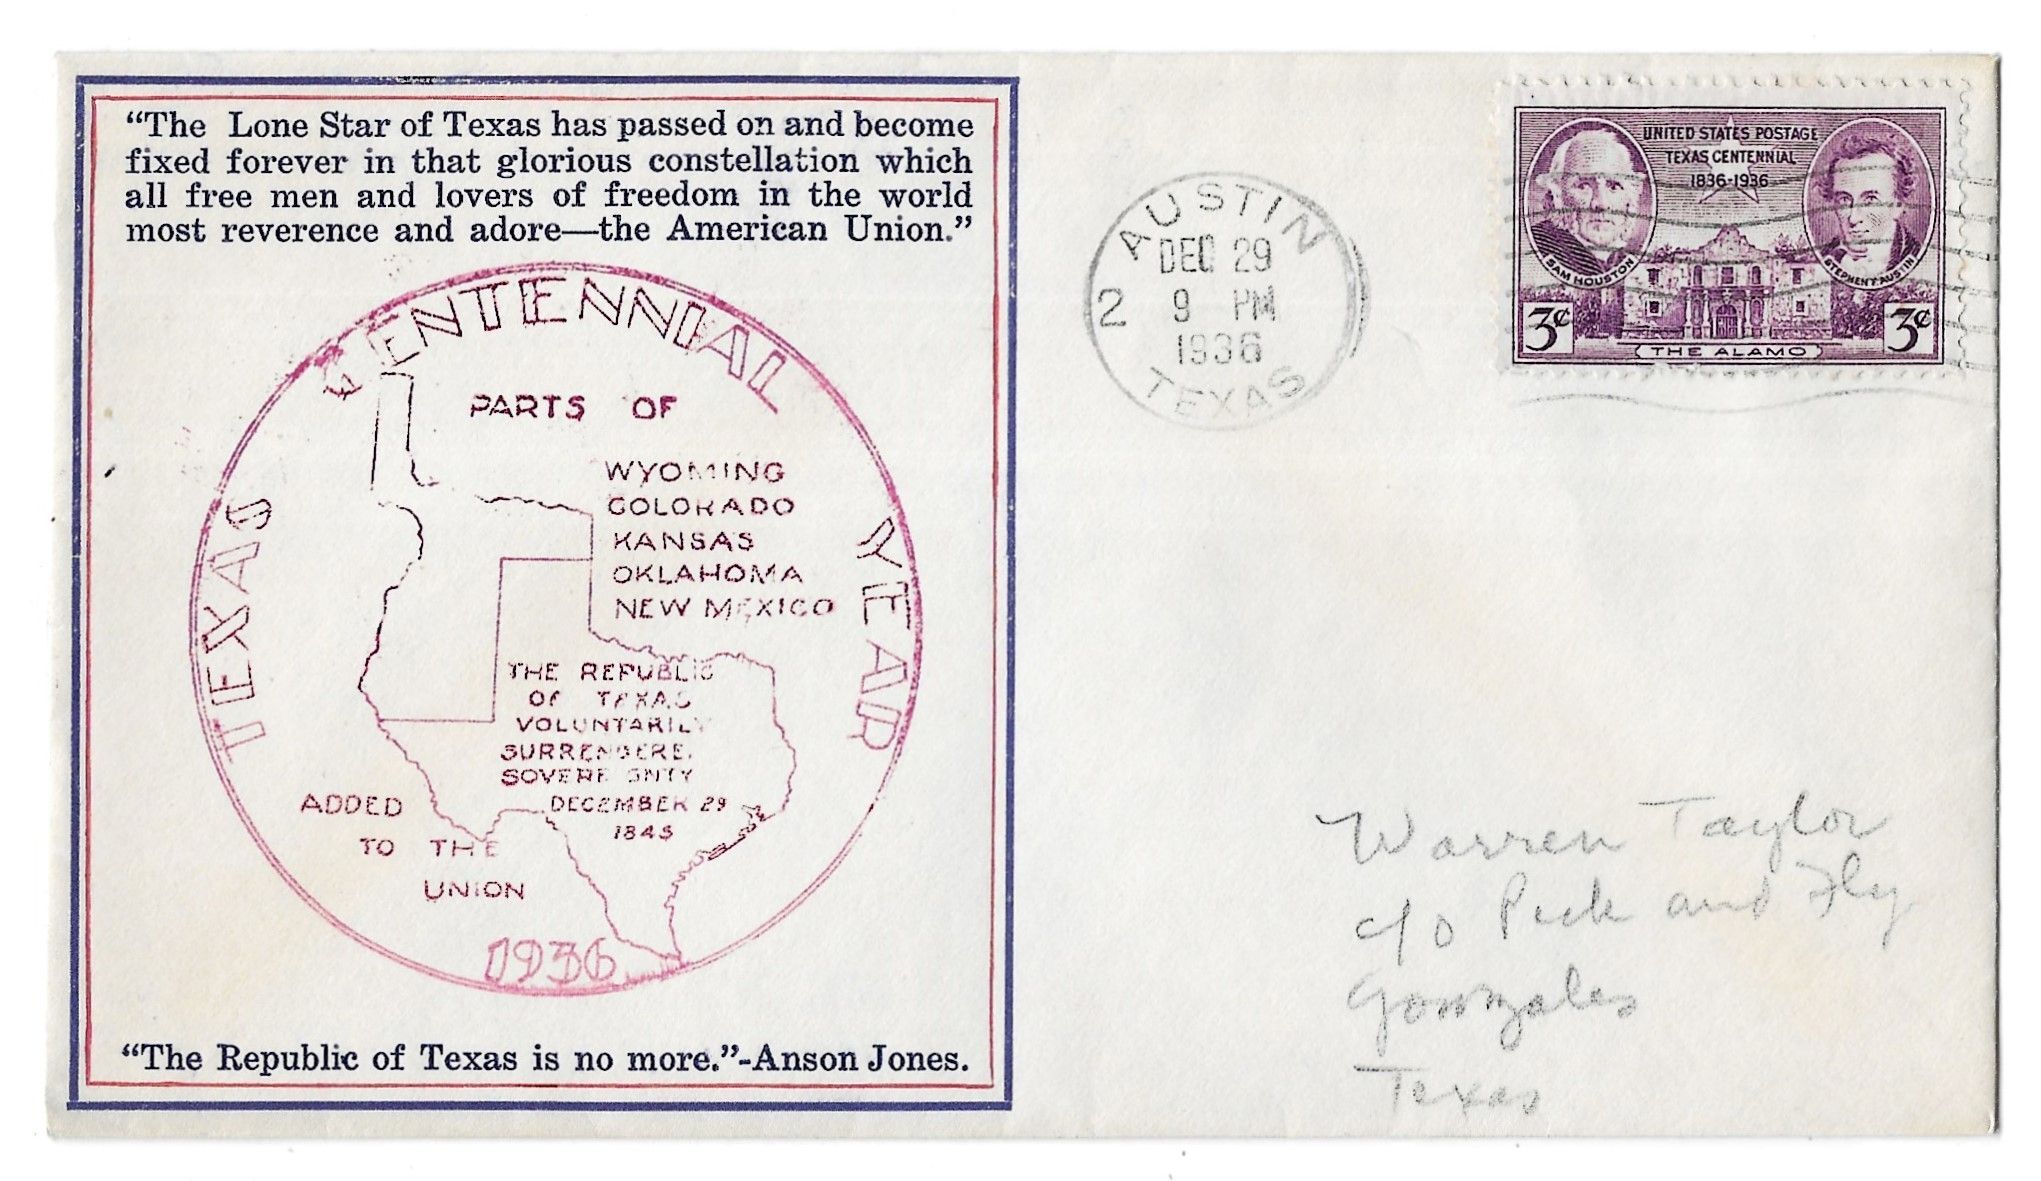 “The Lone Star of Texas has passed on and become
fixed forever in that glorious constellation which
all free men and lovers of freedom in the world
most reverence and adore—the American Union.”
TEXAS CENTENNIAL YEAR
PARTS OF
WYOMING
COLORADO
KANSAS
OKLAHOMA
NEW MEXICO
THE REPUBLIC
OF TEXAS
VOLUNTARILY
SURRENDERED
SOVEREIGNTY
DECEMBER 29
1845
ADDED
TO THE
UNION
1936
“The Republic of Texas is no more.”-Anson Jones.
AUSTIN
DEC 29
2 9 PM
1936
TEXAS
UNITED STATES POSTAGE
TEXAS CENTENNIAL
1836-1936
SAM HOUSTON
STEPHEN F. AUSTIN
3¢ 3¢
THE ALAMO
Warren Taylor
c/o Pick and Fly
Gonzales
Texas